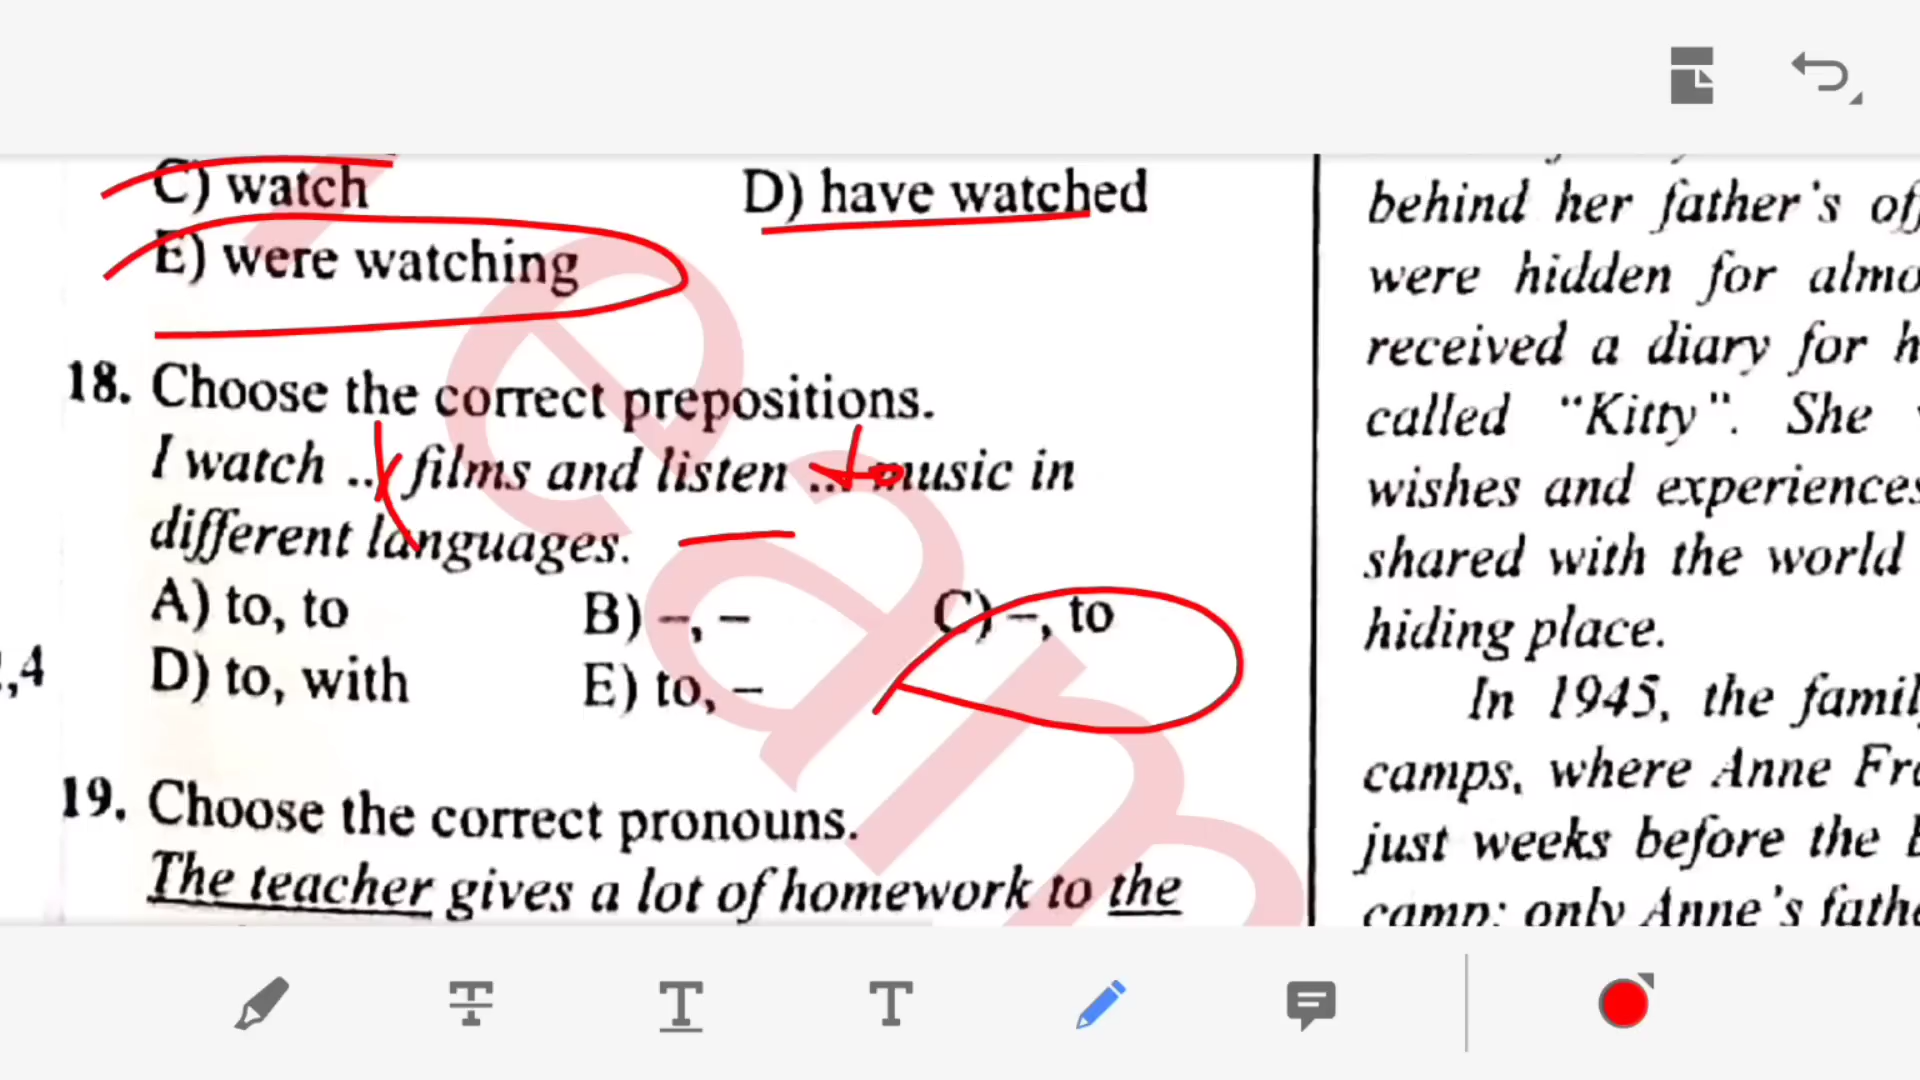 C) watch
D) have watched
E) were watching
18. Choose the correct prepositions.
I watch ... films and listen ... music in
different languages.
A) to, to
B) –, –
C) –, to
D) to, with
E) to, –
19. Choose the correct pronouns.
The teacher gives a lot of homework to the
,4
behind her father's
were hidden for
received a diary for
called "Kitty". She
wishes and experiences
shared with the world
hiding place.
In 1945, the
camps, where Anne
just weeks before the
camp; only Anne's